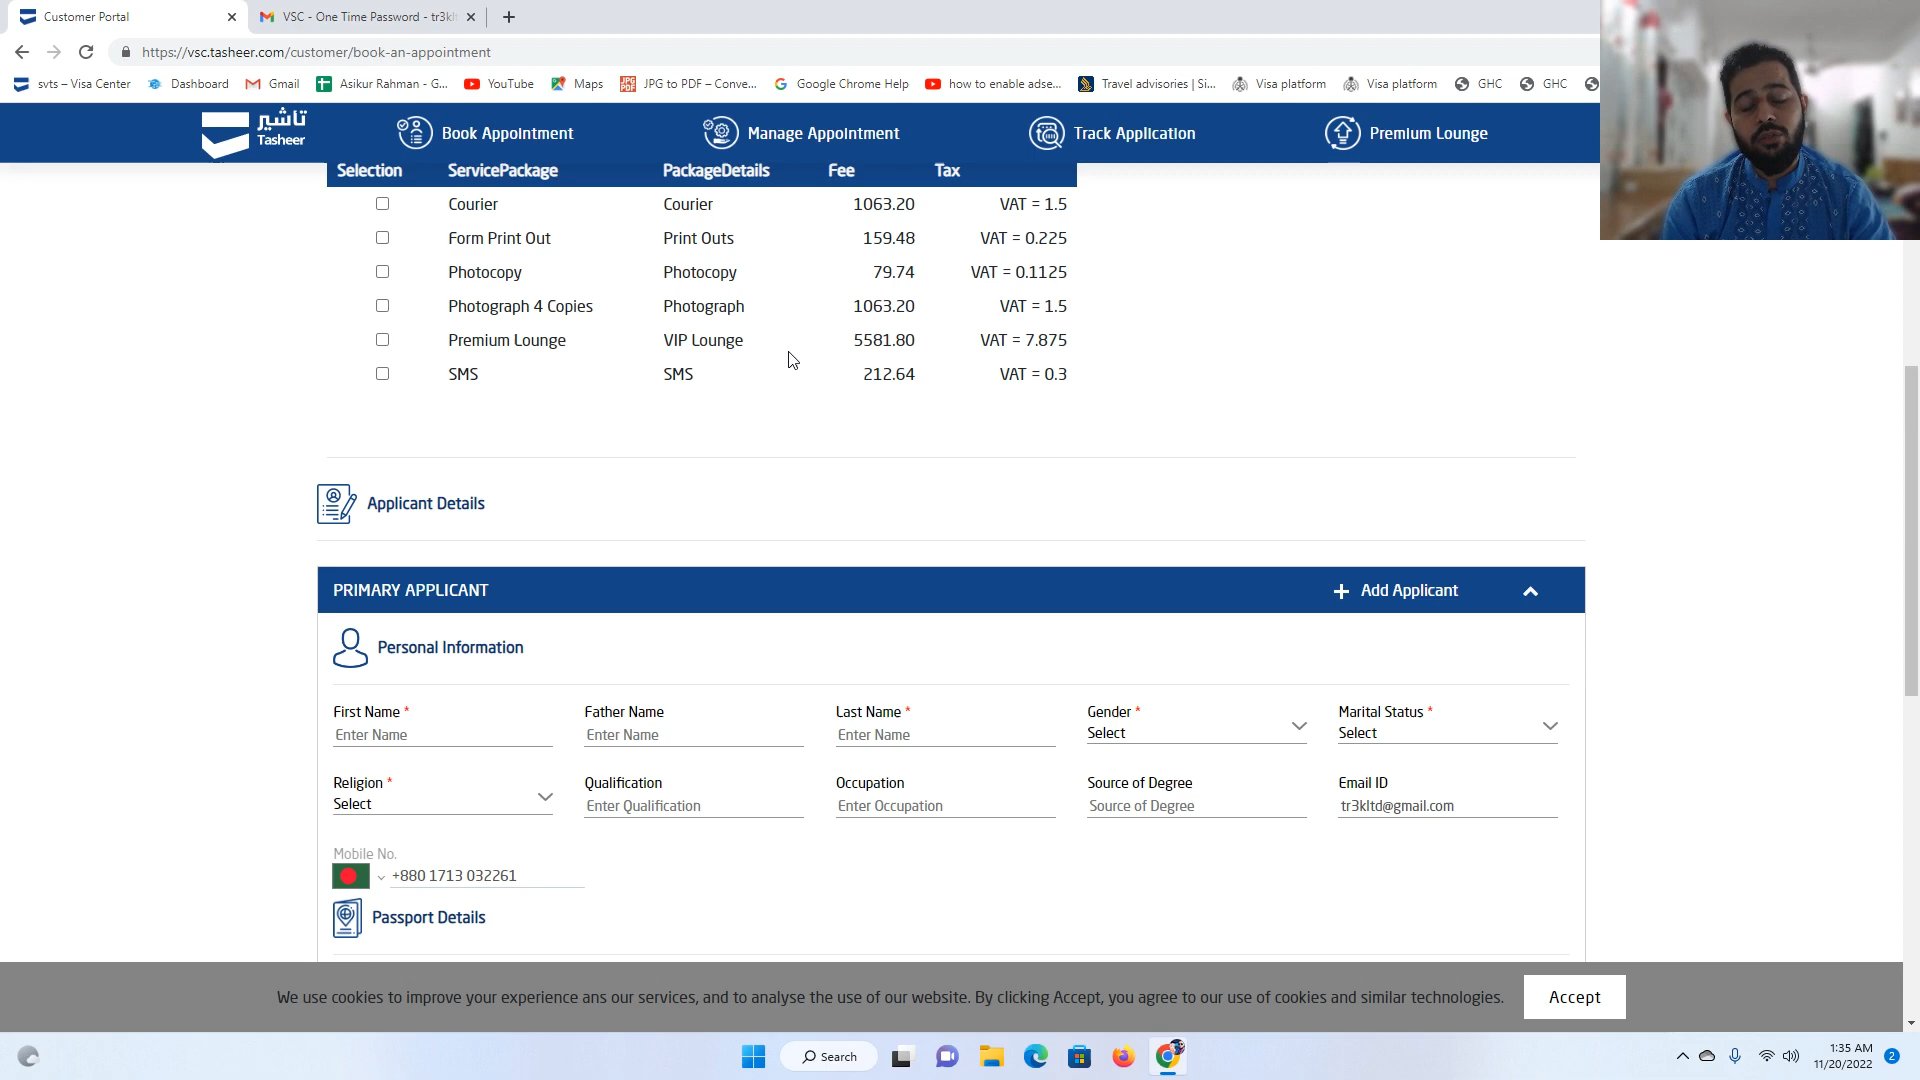 Customer Portal
VSC - One Time Password - tr3klt
https://vsc.tasheer.com/customer/book-an-appointment
svts – Visa Center
Dashboard
Gmail
Asikur Rahman - G...
YouTube
Maps
JPG to PDF – Conve...
Google Chrome Help
how to enable adse...
Travel advisories | Si...
Visa platform
Visa platform
GHC
GHC
تاشير
Tasheer
Book Appointment
Manage Appointment
Track Application
Premium Lounge
Selection ServicePackage PackageDetails Fee Tax
Courier Courier 1063.20 VAT = 1.5
Form Print Out Print Outs 159.48 VAT = 0.225
Photocopy Photocopy 79.74 VAT = 0.1125
Photograph 4 Copies Photograph 1063.20 VAT = 1.5
Premium Lounge VIP Lounge 5581.80 VAT = 7.875
SMS SMS 212.64 VAT = 0.3
Applicant Details
PRIMARY APPLICANT
+ Add Applicant
Personal Information
First Name * Father Name Last Name * Gender * Marital Status *
Enter Name Enter Name Enter Name Select Select
Religion * Qualification Occupation Source of Degree Email ID
Select Enter Qualification Enter Occupation Source of Degree tr3kltd@gmail.com
Mobile No.
+880 1713 032261
Passport Details
We use cookies to improve your experience ans our services, and to analyse the use of our website. By clicking Accept, you agree to our use of cookies and similar technologies.
Accept
Search
1:35 AM
11/20/2022
2